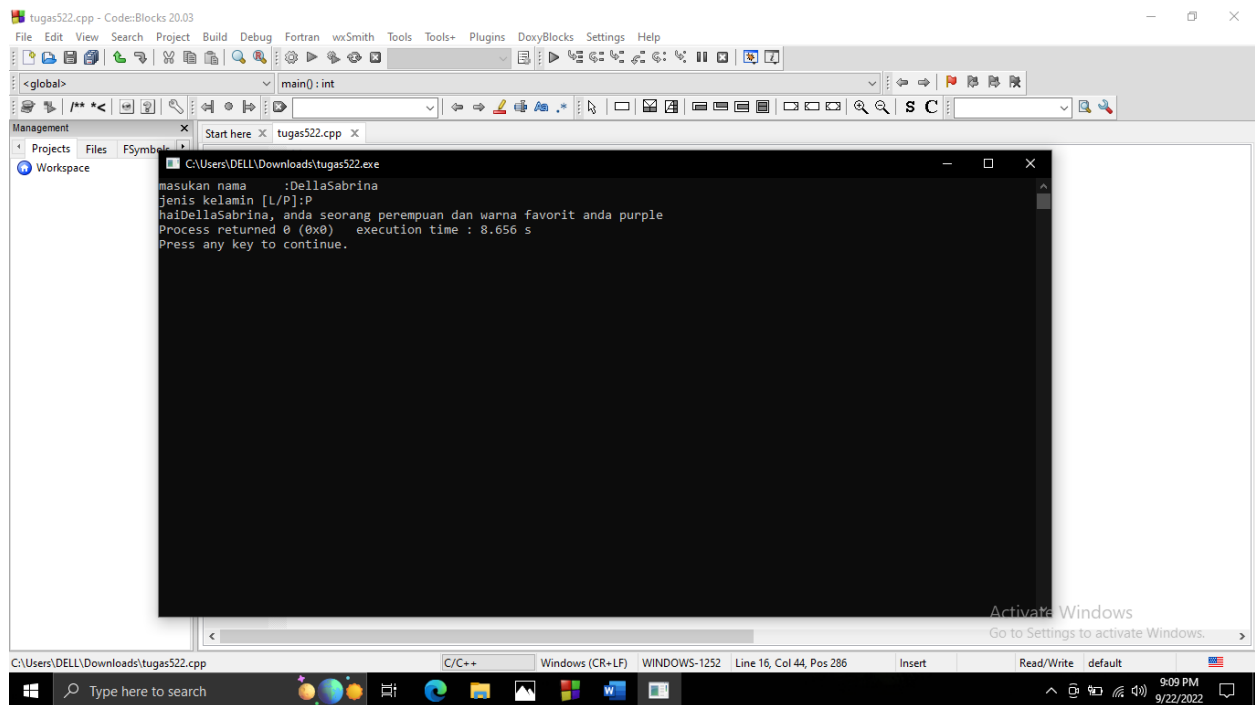 tugas522.cpp - Code::Blocks 20.03
File Edit View Search Project Build Debug Fortran wxSmith Tools Tools+ Plugins DoxyBlocks Settings Help
<global> main() : int
/** *< S C
Management
Start here tugas522.cpp
Projects Files FSymbols
Workspace
C:\Users\DELL\Downloads\tugas522.exe
masukan nama     :DellaSabrina
jenis kelamin [L/P]:P
haiDellaSabrina, anda seorang perempuan dan warna favorit anda purple
Process returned 0 (0x0)   execution time : 8.656 s
Press any key to continue.
Activate Windows
Go to Settings to activate Windows.
C:\Users\DELL\Downloads\tugas522.cpp C/C++ Windows (CR+LF) WINDOWS-1252 Line 16, Col 44, Pos 286 Insert Read/Write default
Type here to search
9:09 PM
9/22/2022